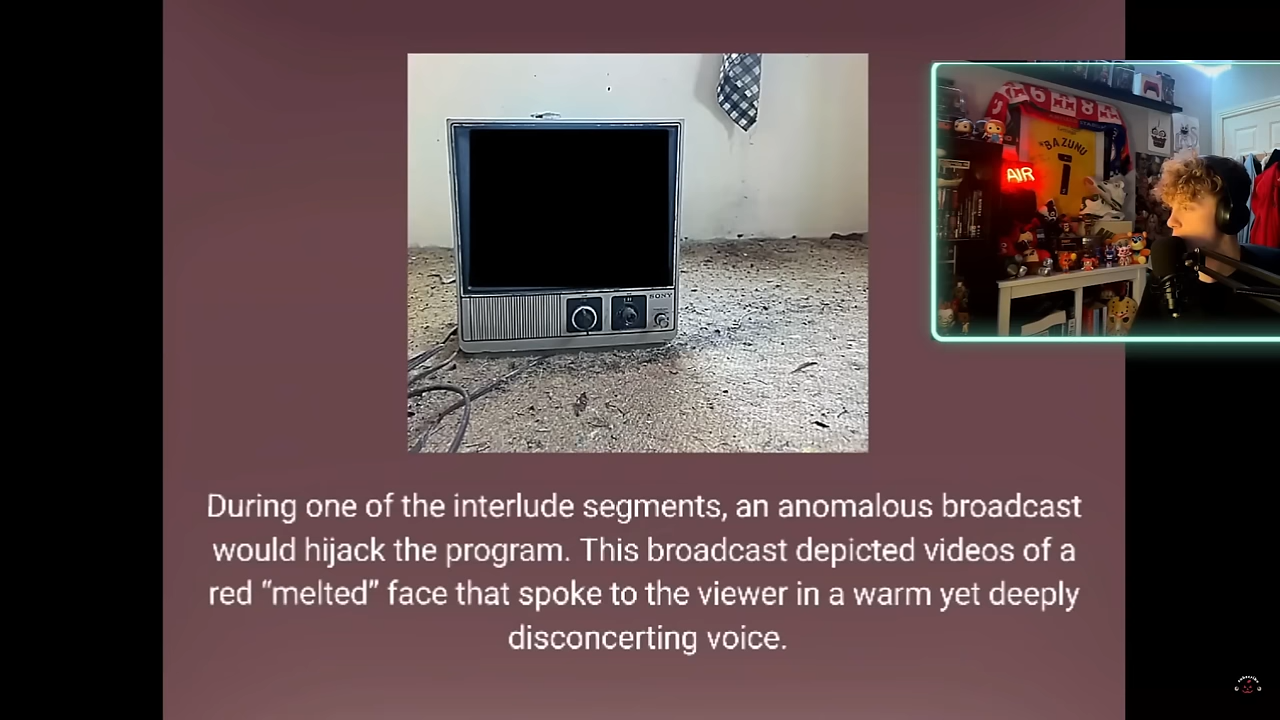 BAZUNU
1
AIR
SONY
During one of the interlude segments, an anomalous broadcast
would hijack the program. This broadcast depicted videos of a
red “melted” face that spoke to the viewer in a warm yet deeply
disconcerting voice.